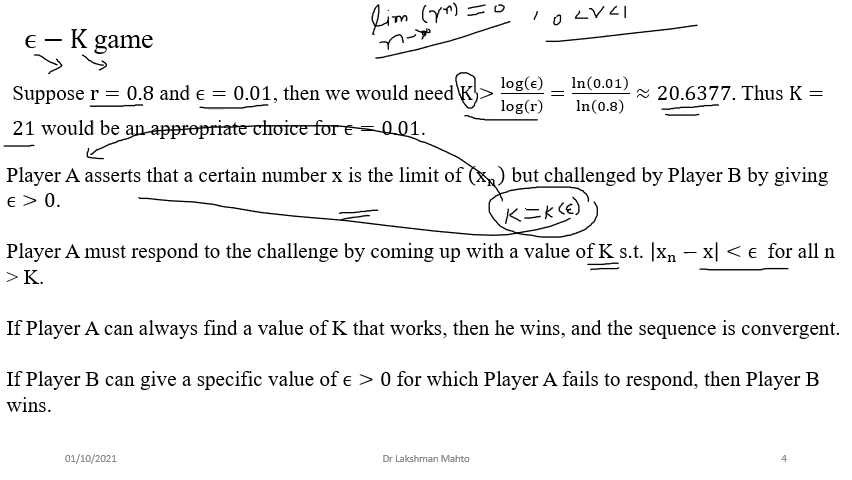 lim (rⁿ) = 0 , 0 < r < 1
n→∞
ϵ − K game
Suppose r = 0.8 and ϵ = 0.01, then we would need K > log(ϵ)/log(r) = ln(0.01)/ln(0.8) ≈ 20.6377. Thus K =
21 would be an appropriate choice for ϵ = 0.01.
Player A asserts that a certain number x is the limit of (xₙ) but challenged by Player B by giving
ϵ > 0.
K = K(ϵ)
Player A must respond to the challenge by coming up with a value of K s.t. |xₙ − x| < ϵ for all n
> K.
If Player A can always find a value of K that works, then he wins, and the sequence is convergent.
If Player B can give a specific value of ϵ > 0 for which Player A fails to respond, then Player B
wins.
01/10/2021
Dr Lakshman Mahto
4